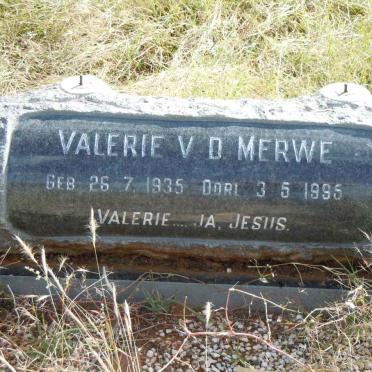 VALERIE V D MERWE
GEB 26.7.1935 OORL 3.5.1995
VALERIE....JA, JESUS.